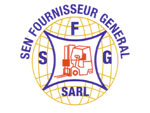 SEN FOURNISSEUR GENERAL
F
S G
SARL